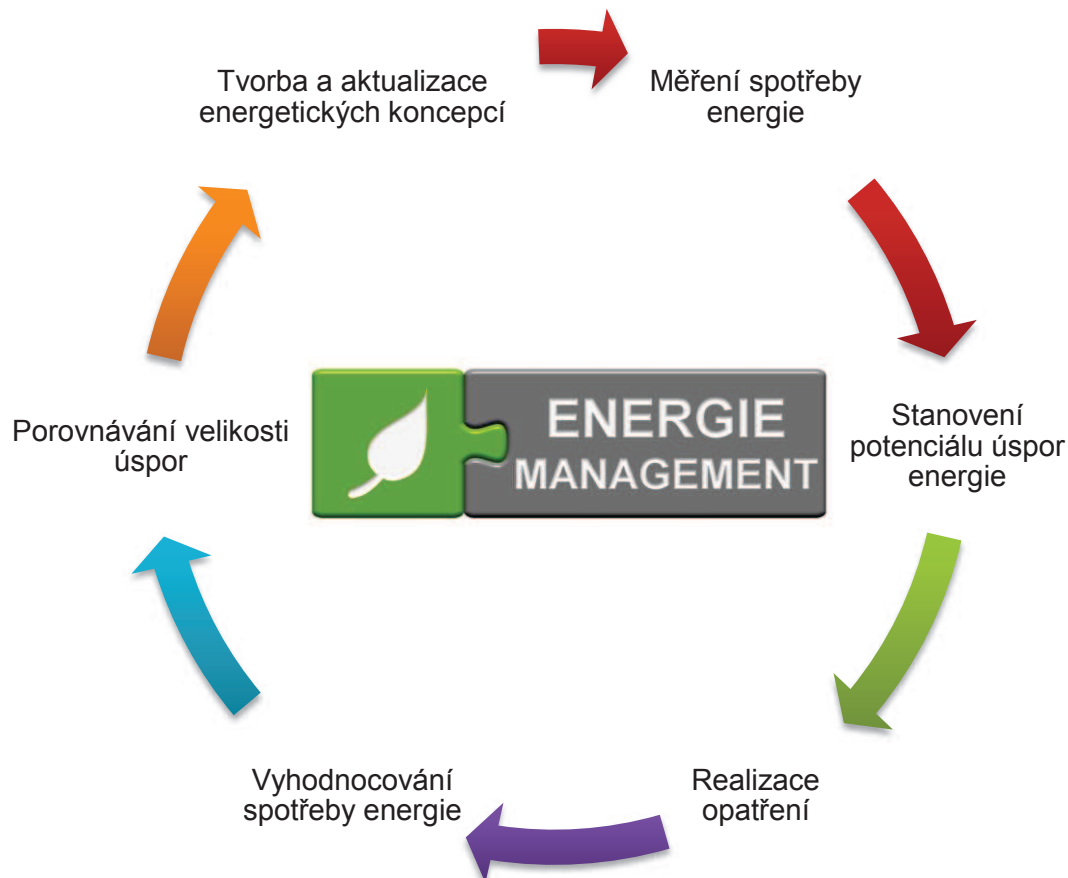 Tvorba a aktualizace
energetických koncepcí
Měření spotřeby
energie
Stanovení
potenciálu úspor
energie
Realizace
opatření
Vyhodnocování
spotřeby energie
Porovnávání velikosti
úspor
ENERGIE
MANAGEMENT